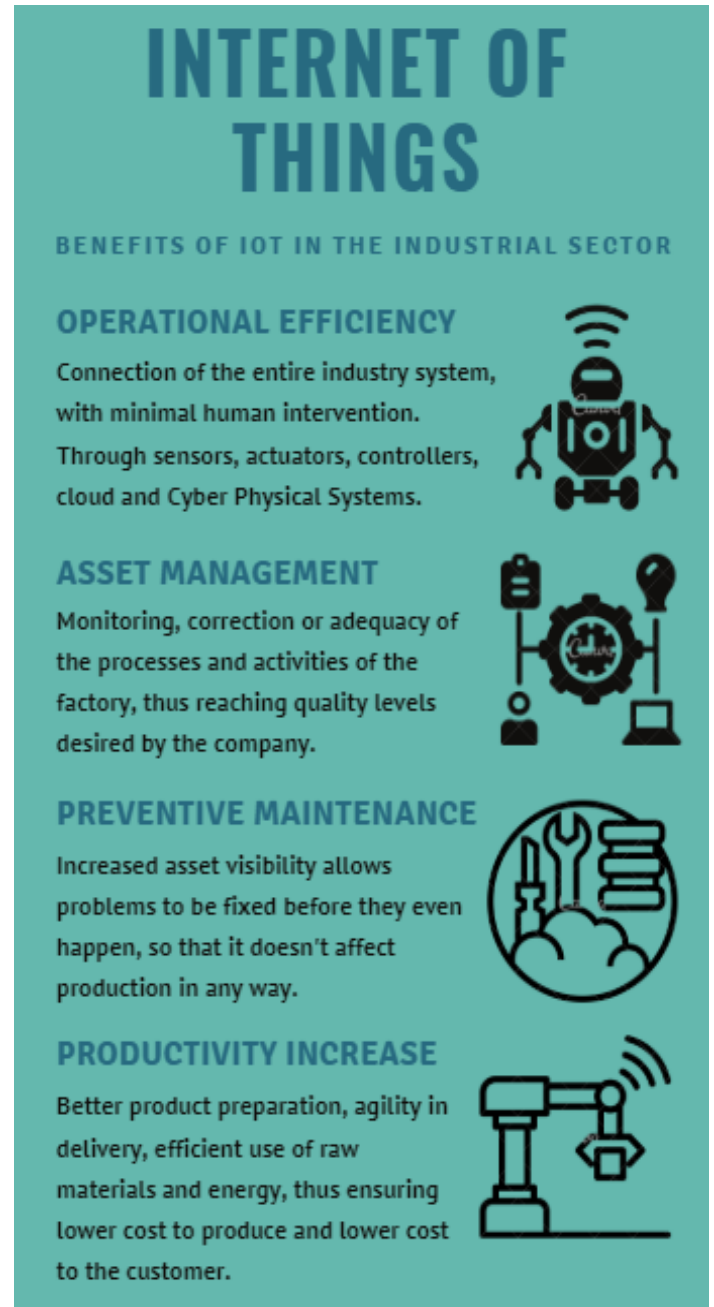 INTERNET OF
THINGS
BENEFITS OF IOT IN THE INDUSTRIAL SECTOR
OPERATIONAL EFFICIENCY
Connection of the entire industry system,
with minimal human intervention.
Through sensors, actuators, controllers,
cloud and Cyber Physical Systems.
Canva
ASSET MANAGEMENT
Monitoring, correction or adequacy of
the processes and activities of the
factory, thus reaching quality levels
desired by the company.
Canva
PREVENTIVE MAINTENANCE
Increased asset visibility allows
problems to be fixed before they even
happen, so that it doesn't affect
production in any way.
PRODUCTIVITY INCREASE
Better product preparation, agility in
delivery, efficient use of raw
materials and energy, thus ensuring
lower cost to produce and lower cost
to the customer.